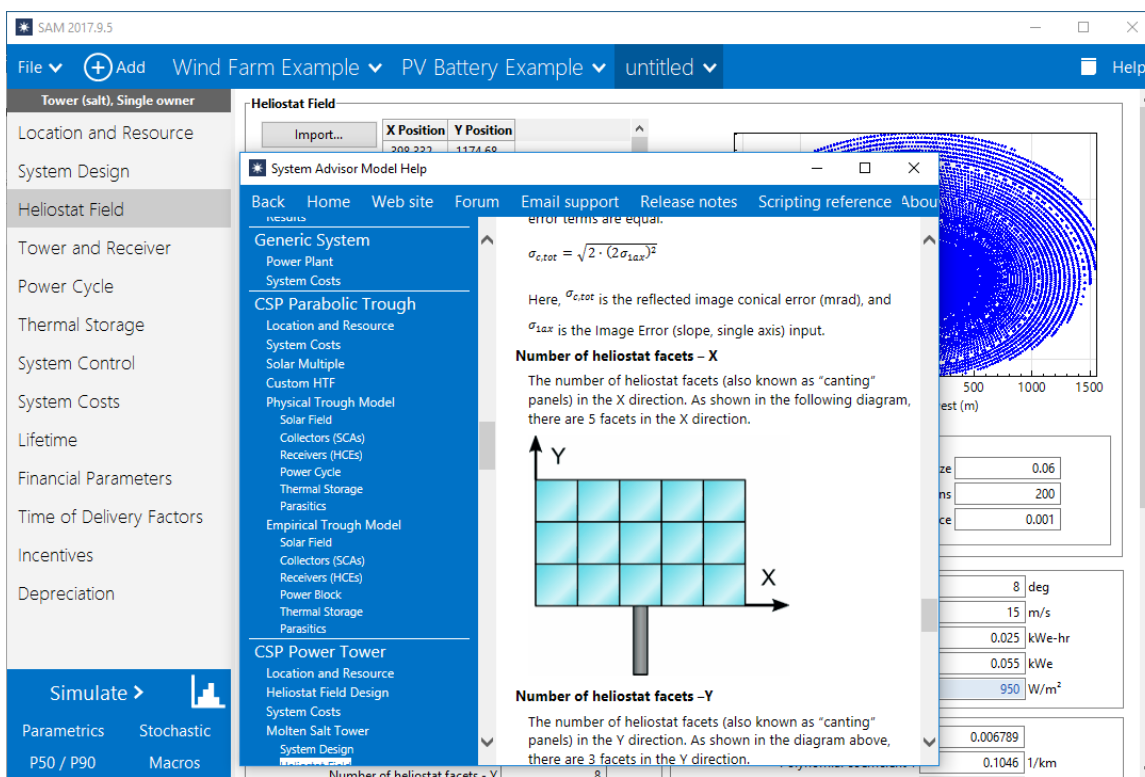 SAM 2017.9.5
File Add Wind Farm Example PV Battery Example untitled Help
Tower (salt), Single owner
Location and Resource
System Design
Heliostat Field
Tower and Receiver
Power Cycle
Thermal Storage
System Control
System Costs
Lifetime
Financial Parameters
Time of Delivery Factors
Incentives
Depreciation
Simulate >
Parametrics Stochastic
P50 / P90 Macros
Heliostat Field
Import...
X Position Y Position
398.332 1174.68
System Advisor Model Help
Back Home Web site Forum Email support Release notes Scripting reference Abou
Results
Generic System
Power Plant
System Costs
CSP Parabolic Trough
Location and Resource
System Costs
Solar Multiple
Custom HTF
Physical Trough Model
Solar Field
Collectors (SCAs)
Receivers (HCEs)
Power Cycle
Thermal Storage
Parasitics
Empirical Trough Model
Solar Field
Collectors (SCAs)
Receivers (HCEs)
Power Block
Thermal Storage
Parasitics
CSP Power Tower
Location and Resource
Heliostat Field Design
System Costs
Molten Salt Tower
System Design
Heliostat Field
error terms are equal.
σc,tot = √2 · (2σ1ax)²
Here, σc,tot is the reflected image conical error (mrad), and
σ1ax is the Image Error (slope, single axis) input.
Number of heliostat facets – X
The number of heliostat facets (also known as “canting”
panels) in the X direction. As shown in the following diagram,
there are 5 facets in the X direction.
Y
X
Number of heliostat facets –Y
The number of heliostat facets (also known as “canting”
panels) in the Y direction. As shown in the diagram above,
there are 3 facets in the Y direction.
500 1000 1500
est (m)
ze 0.06
ns 200
ce 0.001
8 deg
15 m/s
0.025 kWe-hr
0.055 kWe
950 W/m²
0.006789
0.1046 1/km
Number of heliostat facets - Y 8